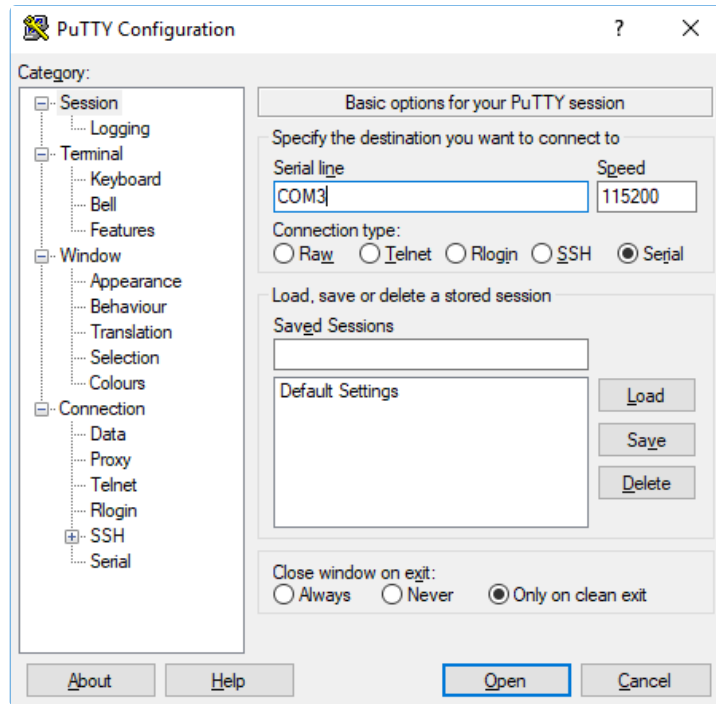 PuTTY Configuration ? X
Category:
Session
Logging
Terminal
Keyboard
Bell
Features
Window
Appearance
Behaviour
Translation
Selection
Colours
Connection
Data
Proxy
Telnet
Rlogin
SSH
Serial
Basic options for your PuTTY session
Specify the destination you want to connect to
Serial line Speed
COM3 115200
Connection type:
Raw Telnet Rlogin SSH Serial
Load, save or delete a stored session
Saved Sessions
Default Settings
Load
Save
Delete
Close window on exit:
Always Never Only on clean exit
About Help Open Cancel